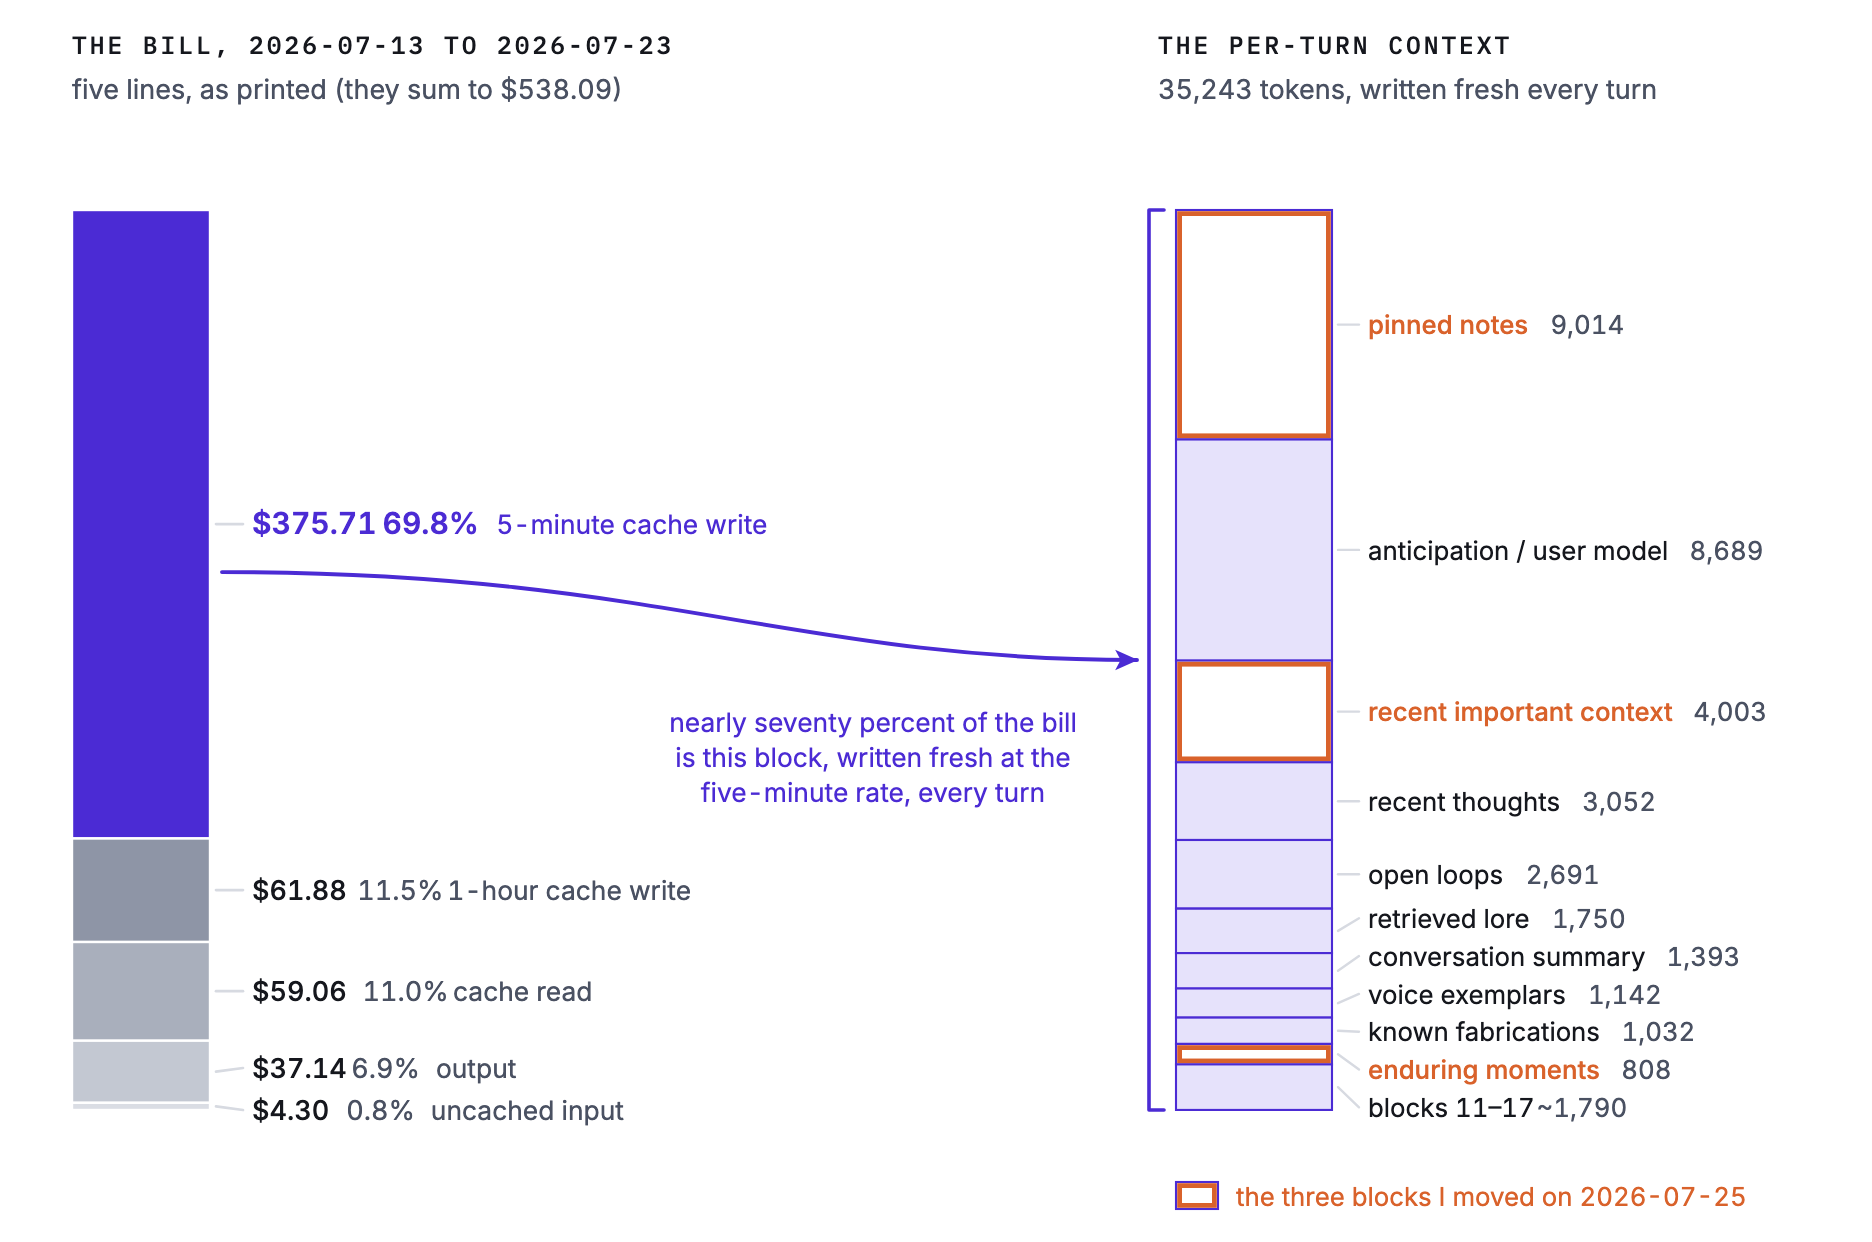 THE BILL, 2026-07-13 TO 2026-07-23
five lines, as printed (they sum to $538.09)
$375.71 69.8% 5-minute cache write
nearly seventy percent of the bill
is this block, written fresh at the
five-minute rate, every turn
$61.88 11.5% 1-hour cache write
$59.06 11.0% cache read
$37.14 6.9% output
$4.30 0.8% uncached input
THE PER-TURN CONTEXT
35,243 tokens, written fresh every turn
pinned notes 9,014
anticipation / user model 8,689
recent important context 4,003
recent thoughts 3,052
open loops 2,691
retrieved lore 1,750
conversation summary 1,393
voice exemplars 1,142
known fabrications 1,032
enduring moments 808
blocks 11–17 ~1,790
the three blocks I moved on 2026-07-25